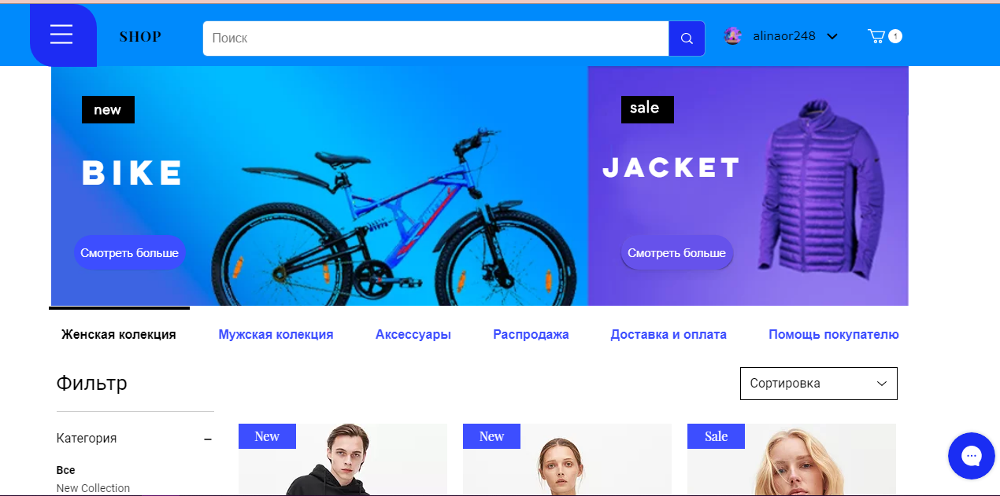 SHOP
Поиск
alinaor248
1
new
BIKE
Смотреть больше
sale
JACKET
Смотреть больше
Женская колекция
Мужская колекция
Аксессуары
Распродажа
Доставка и оплата
Помощь покупателю
Фильтр
Сортировка
Категория
Все
New Collection
New
New
Sale